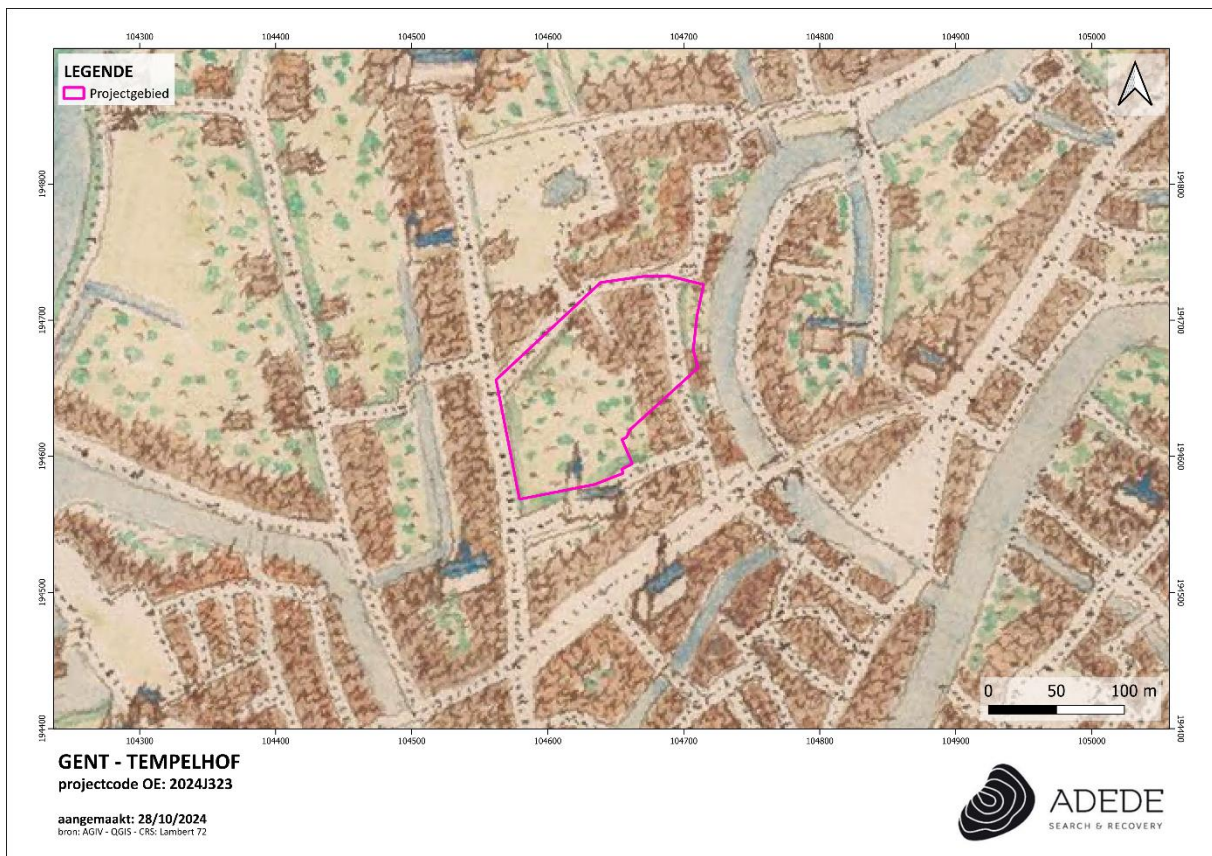 104300 104400 104500 104600 104700 104800 104900 105000
LEGENDE
Projectgebied
194800 194800
194700 194700
194600 194600
194500 194500
194400 194400
0 50 100 m
104300 104400 104500 104600 104700 104800 104900 105000
GENT - TEMPELHOF
projectcode OE: 2024J323
aangemaakt: 28/10/2024
bron: AGIV - QGIS - CRS: Lambert 72
ADEDE
SEARCH & RECOVERY